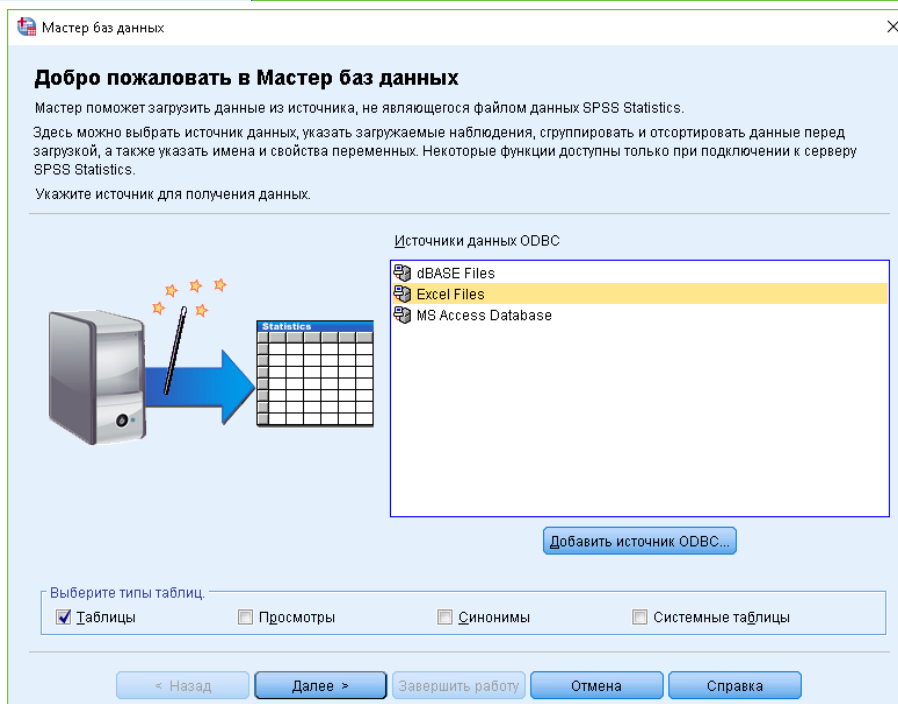 Мастер баз данных
Добро пожаловать в Мастер баз данных
Мастер поможет загрузить данные из источника, не являющегося файлом данных SPSS Statistics.
Здесь можно выбрать источник данных, указать загружаемые наблюдения, сгруппировать и отсортировать данные перед
загрузкой, а также указать имена и свойства переменных. Некоторые функции доступны только при подключении к серверу
SPSS Statistics.
Укажите источник для получения данных.
Источники данных ODBC
dBASE Files
Excel Files
MS Access Database
Statistics
Добавить источник ODBC...
Выберите типы таблиц.
Таблицы
Просмотры
Синонимы
Системные таблицы
< Назад
Далее >
Завершить работу
Отмена
Справка